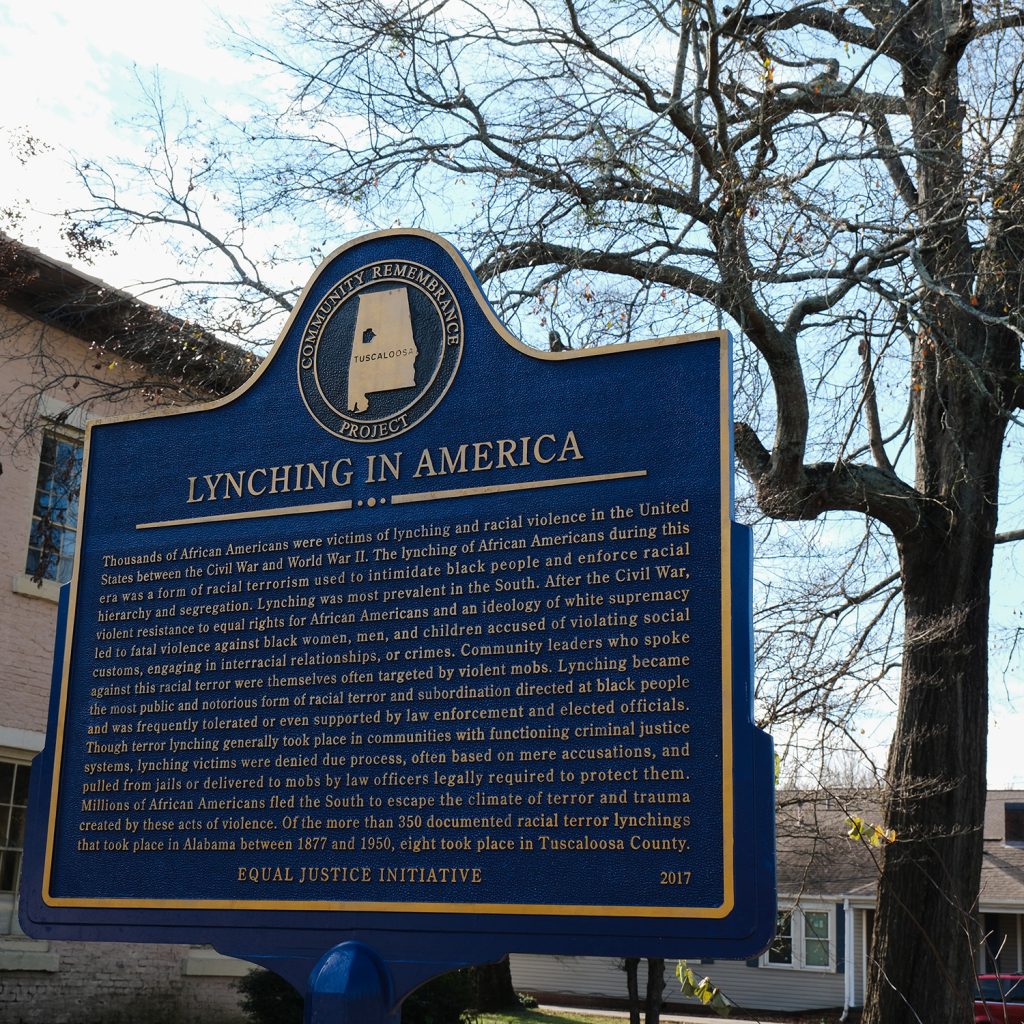 COMMUNITY REMEMBRANCE
TUSCALOOSA
PROJECT
LYNCHING IN AMERICA
Thousands of African Americans were victims of lynching and racial violence in the United
States between the Civil War and World War II. The lynching of African Americans during this
era was a form of racial terrorism used to intimidate black people and enforce racial
hierarchy and segregation. Lynching was most prevalent in the South. After the Civil War,
violent resistance to equal rights for African Americans and an ideology of white supremacy
led to fatal violence against black women, men, and children accused of violating social
customs, engaging in interracial relationships, or crimes. Community leaders who spoke
against this racial terror were themselves often targeted by violent mobs. Lynching became
the most public and notorious form of racial terror and subordination directed at black people
and was frequently tolerated or even supported by law enforcement and elected officials.
Though terror lynching generally took place in communities with functioning criminal justice
systems, lynching victims were denied due process, often based on mere accusations, and
pulled from jails or delivered to mobs by law officers legally required to protect them.
Millions of African Americans fled the South to escape the climate of terror and trauma
created by these acts of violence. Of the more than 350 documented racial terror lynchings
that took place in Alabama between 1877 and 1950, eight took place in Tuscaloosa County.
EQUAL JUSTICE INITIATIVE 2017